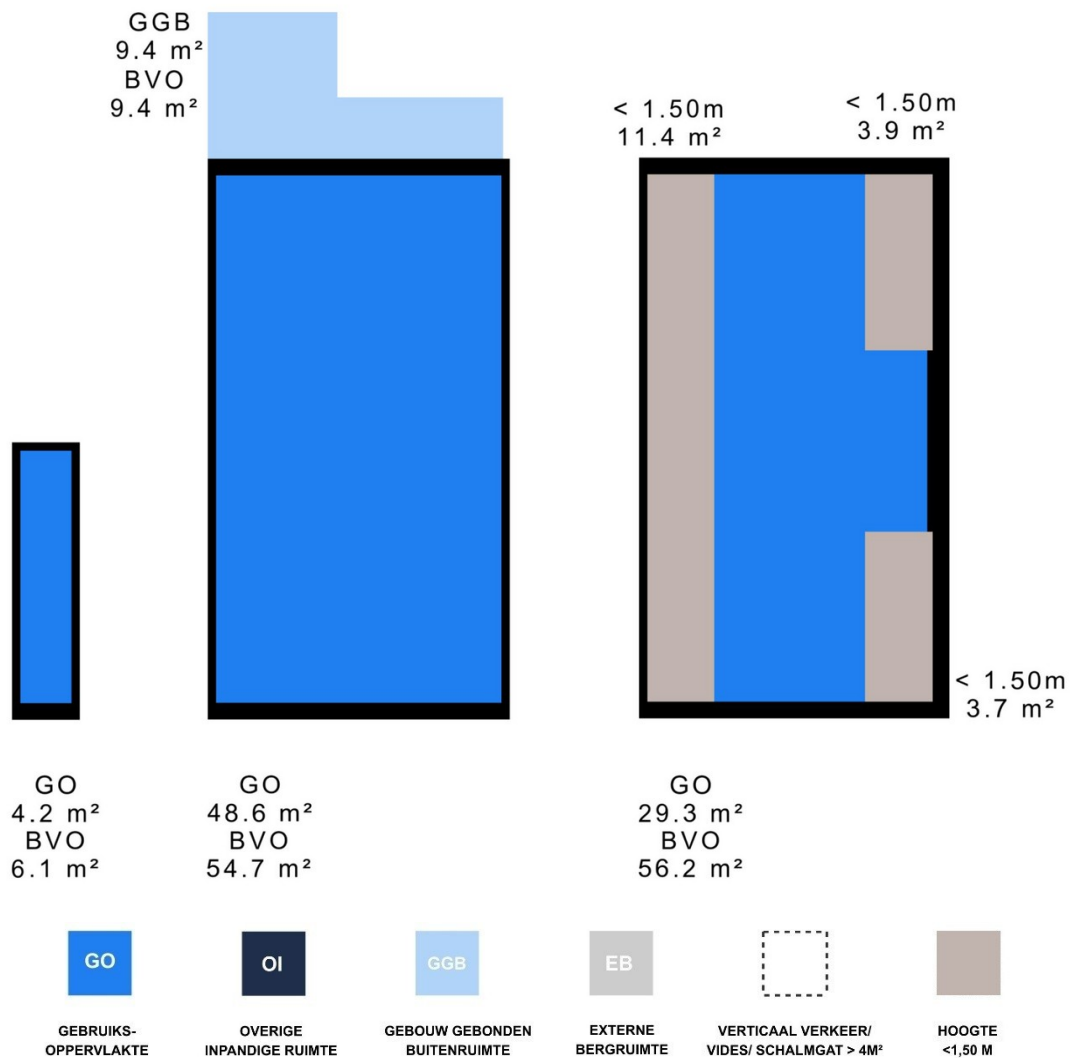 GGB
9.4 m²
BVO
9.4 m²
< 1.50m
11.4 m²
< 1.50m
3.9 m²
< 1.50m
3.7 m²
GO
4.2 m²
BVO
6.1 m²
GO
48.6 m²
BVO
54.7 m²
GO
29.3 m²
BVO
56.2 m²
GO
OI
GGB
EB
GEBRUIKS-
OPPERVLAKTE
OVERIGE
INPANDIGE RUIMTE
GEBOUW GEBONDEN
BUITENRUIMTE
EXTERNE
BERGRUIMTE
VERTICAAL VERKEER/
VIDES/ SCHALMGAT > 4M²
HOOGTE
<1,50 M